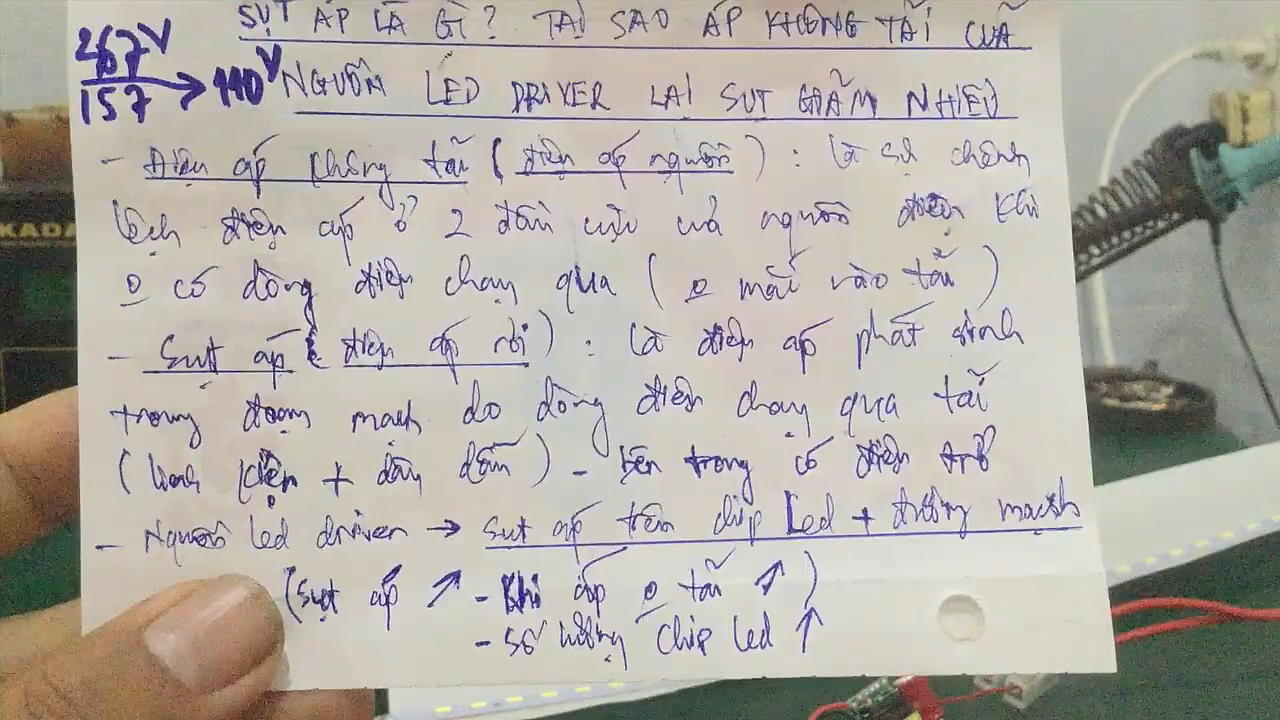 SỤT ÁP LÀ GÌ? TẠI SAO ÁP KHÔNG TẢI CUẢ
267V
157 → 110V
NGUỒN LED DRIVER LẠI SỤT GIẢM NHIỀU
- Điện áp không tải (điện áp nguồn): là sự chênh
lệch điện áp ở 2 đầu cực của nguồn điện khi
0 có dòng điện chạy qua (0 mắc vào tải)
- Sụt áp (điện áp rơi): là điện áp phát sinh
trong đoạn mạch do dòng điện chạy qua tải
(linh kiện + dây dẫn) - bên trong có điện trở
- Nguồn led driver → sụt áp trên chip Led + đường mạch
(Sụt áp ↗ - Khi áp 0 tải ↗)
- Số lượng chip led ↑
KADA